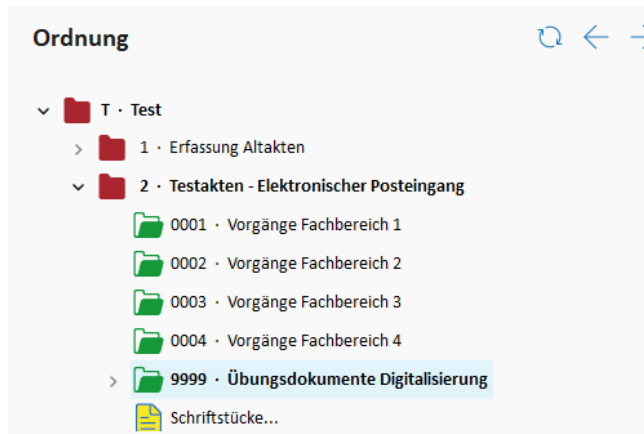 Ordnung
T · Test
1 · Erfassung Altakten
2 · Testakten - Elektronischer Posteingang
0001 · Vorgänge Fachbereich 1
0002 · Vorgänge Fachbereich 2
0003 · Vorgänge Fachbereich 3
0004 · Vorgänge Fachbereich 4
9999 · Übungsdokumente Digitalisierung
Schriftstücke...